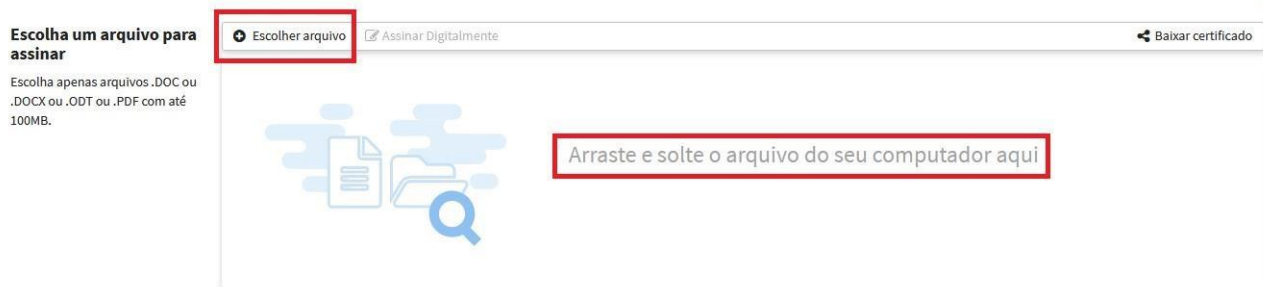 Escolha um arquivo para
assinar
Escolha apenas arquivos .DOC ou
.DOCX ou .ODT ou .PDF com até
100MB.
Escolher arquivo
Assinar Digitalmente
Baixar certificado
Arraste e solte o arquivo do seu computador aqui